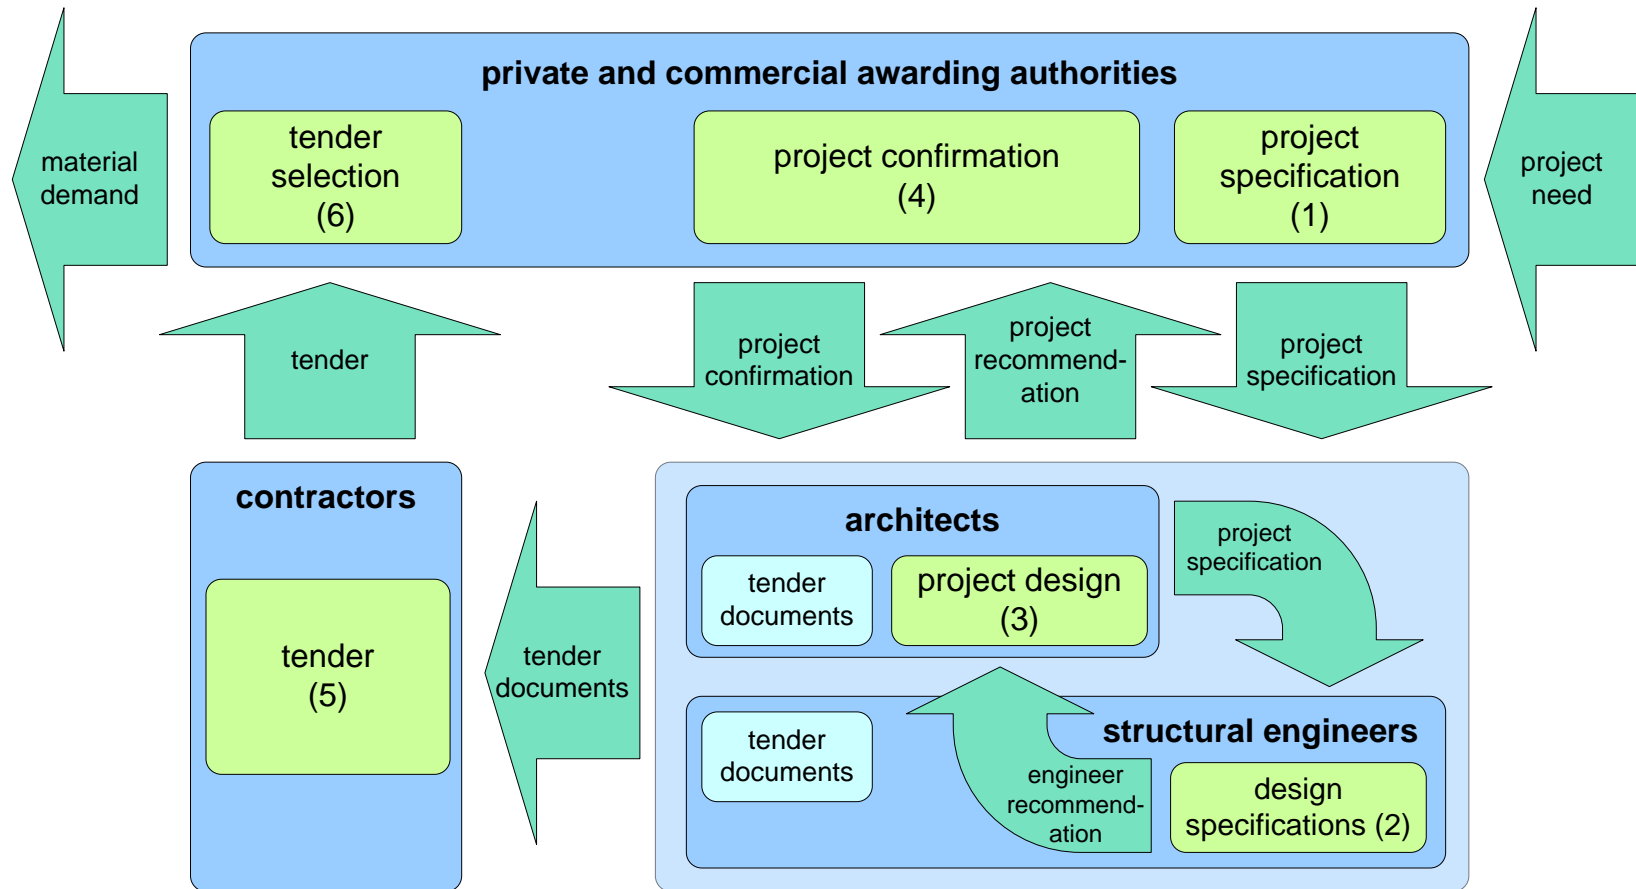 private and commercial awarding authorities
material
demand
tender
selection
(6)
project confirmation
(4)
project
specification
(1)
project
need
tender
project
confirmation
project
recommend-
ation
project
specification
contractors
tender
(5)
tender
documents
architects
tender
documents
project design
(3)
project
specification
structural engineers
tender
documents
engineer
recommend-
ation
design
specifications (2)